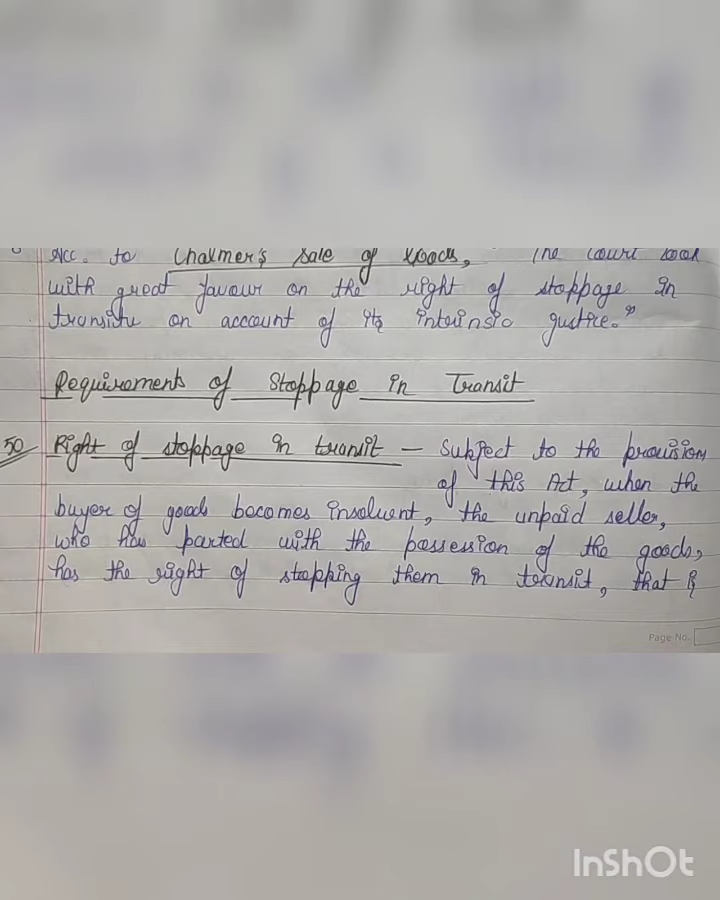 Acc. to Chalmer's Sale of Goods, "The Court look
with great favour on the right of stoppage in
transitu on account of its intrinsic justice."
Requirements of Stoppage in Transit
50 Right of stoppage in transit — Subject to the provision
of this Act, when the
buyer of goods becomes insolvent, the unpaid seller,
who has parted with the possession of the goods,
has the right of stopping them in transit, that is
Page No.
InShOt